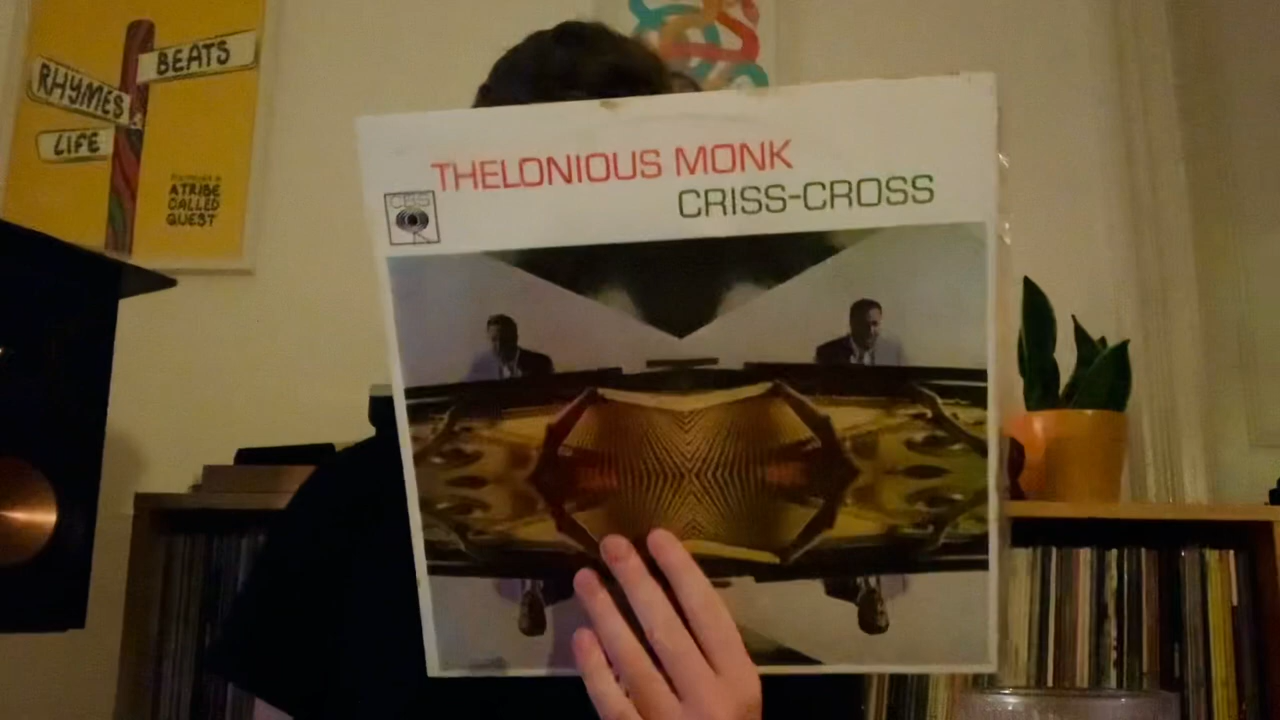 RHYMES
BEATS
LIFE
A TRIBE
CALLED
QUEST
THELONIOUS MONK
CRISS-CROSS
CBS